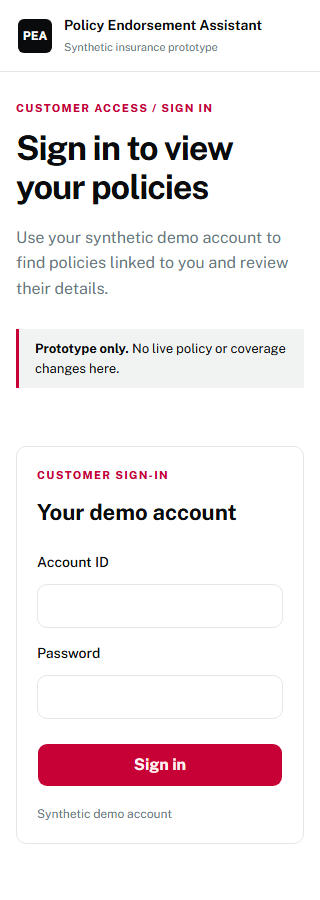 PEA
Policy Endorsement Assistant
Synthetic insurance prototype
CUSTOMER ACCESS / SIGN IN
Sign in to view
your policies
Use your synthetic demo account to
find policies linked to you and review
their details.
Prototype only. No live policy or coverage
changes here.
CUSTOMER SIGN-IN
Your demo account
Account ID
Password
Sign in
Synthetic demo account